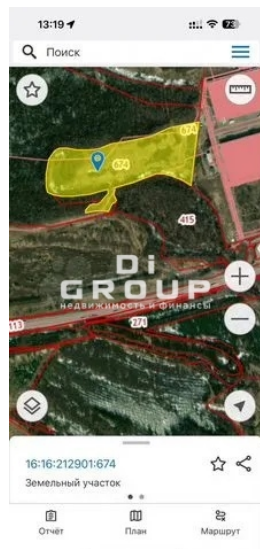 13:19
73
Поиск
674
674
415
Di
GROUP
недвижимость и финансы
113
271
16:16:212901:674
Земельный участок
Отчёт
План
Маршрут